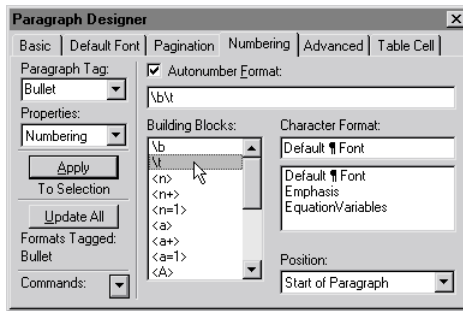 Paragraph Designer
Basic Default Font Pagination Numbering Advanced Table Cell
Paragraph Tag:
Bullet
Properties:
Numbering
Apply
To Selection
Update All
Formats Tagged:
Bullet
Commands:
Autonumber Format:
\b\t
Building Blocks:
\b
\t
<n>
<n+>
<n=1>
<a>
<a+>
<a=1>
<A>
Character Format:
Default ¶ Font
Default ¶ Font
Emphasis
EquationVariables
Position:
Start of Paragraph